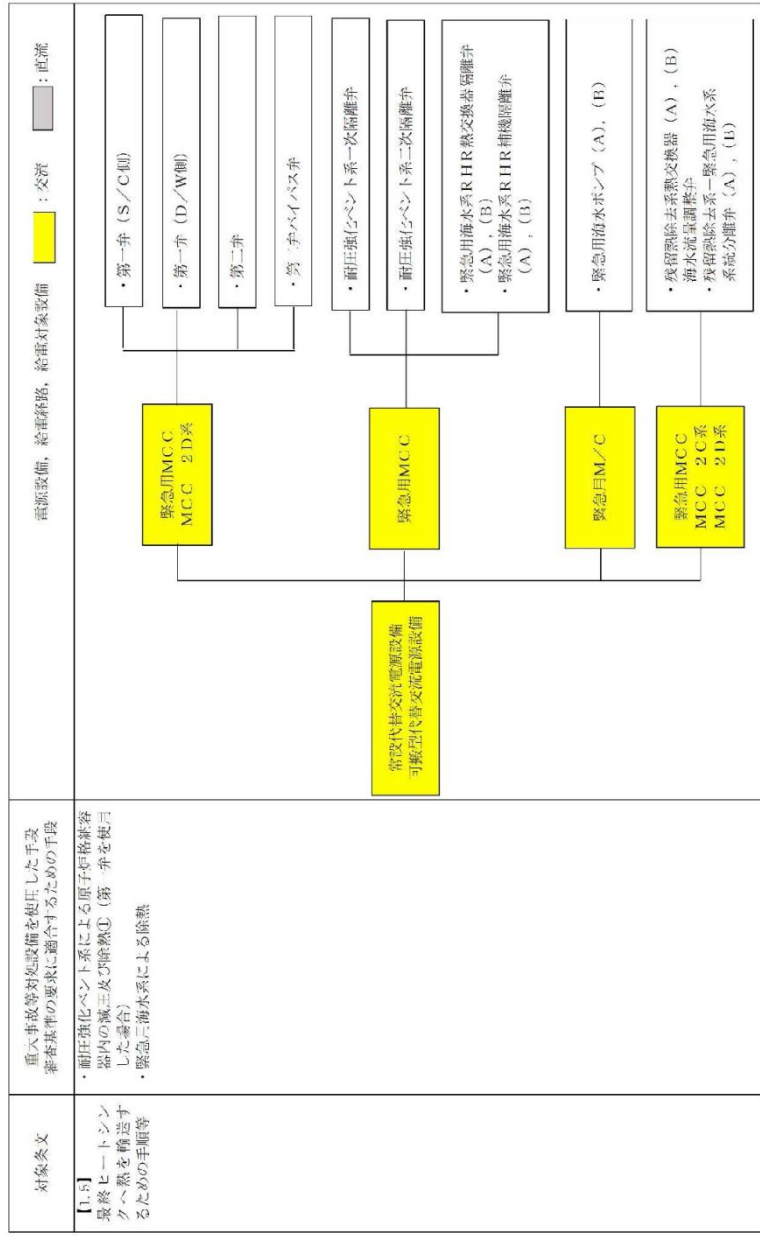 対象条文
重大事故等対処設備を使用した手段
審査基準の要求に適合するための手段
電源設備，給電経路，給電対象設備
：交流
：直流
【1.5】
最終ヒートシン
クへ熱を輸送す
るための手順等
・耐圧強化ベント系による原子炉格納容
器内の減圧及び除熱① （第一弁を使用
した場合）
・緊急用海水系による除熱
常設代替交流電源設備
可搬型代替交流電源設備
緊急用MCC
MCC 2D系
・第一弁（S／C側）
・第一弁（D／W側）
・第二弁
・第二弁バイパス弁
緊急用MCC
・耐圧強化ベント系一次隔離弁
・耐圧強化ベント系二次隔離弁
・緊急用海水系RHR熱交換器隔離弁
（A），（B）
・緊急用海水系RHR補機隔離弁
（A），（B）
緊急用M／C
・緊急用海水ポンプ（A），（B）
緊急用MCC
MCC 2C系
MCC 2D系
・残留熱除去系熱交換器（A），（B）
海水流量調整弁
・残留熱除去系－緊急用海水系
系統分離弁（A），（B）